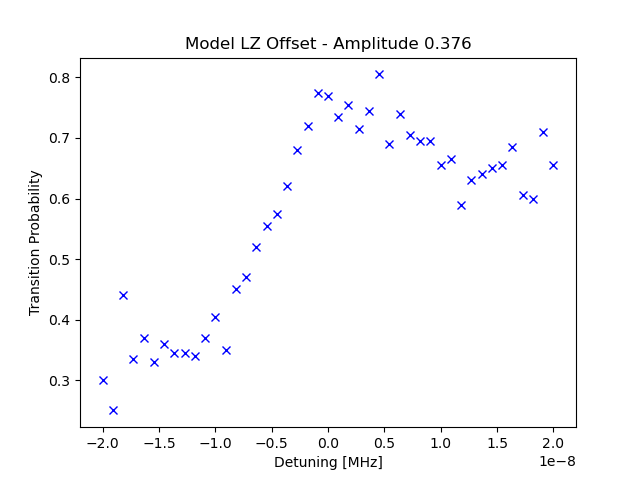 Model LZ Offset - Amplitude 0.376
0.8
0.7
0.6
0.5
0.4
0.3
Transition Probability
−2.0 −1.5 −1.0 −0.5 0.0 0.5 1.0 1.5 2.0
Detuning [MHz]
1e−8